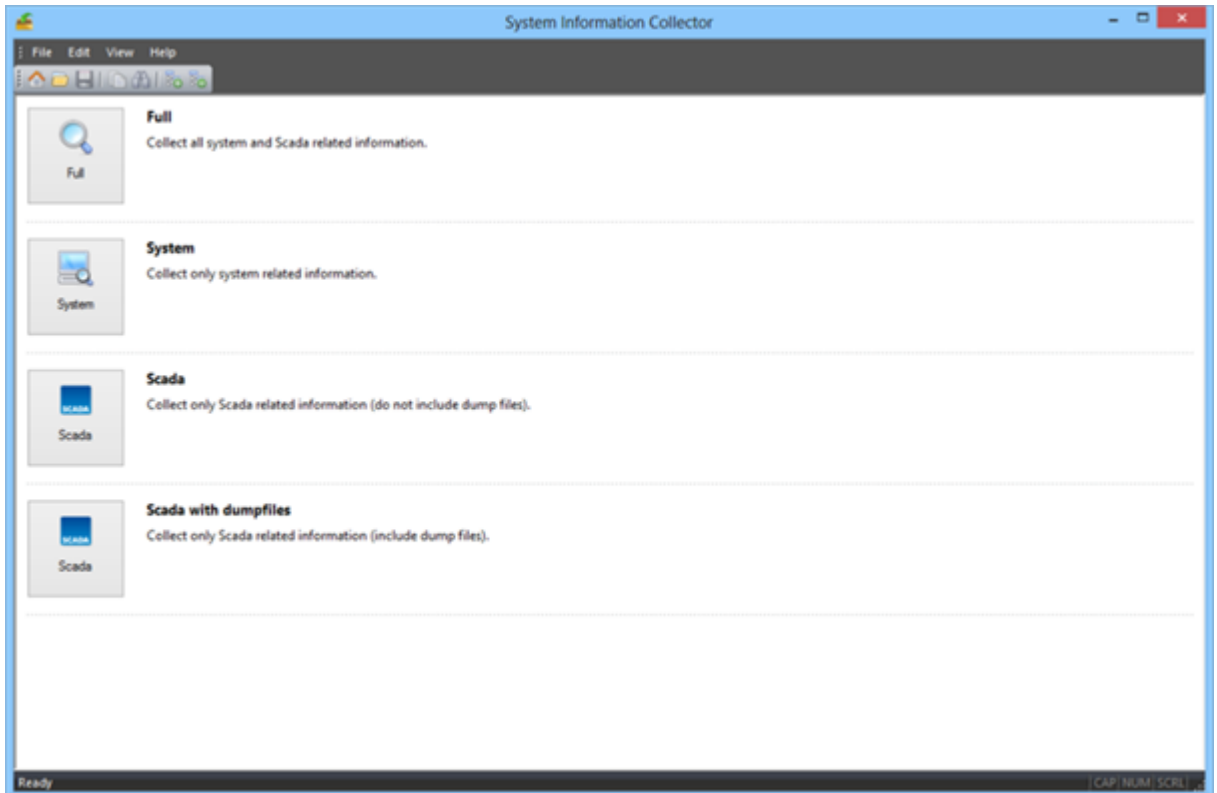 System Information Collector
File Edit View Help
Full
Collect all system and Scada related information.
Full
System
Collect only system related information.
System
Scada
Collect only Scada related information (do not include dump files).
SCADA
Scada
Scada with dumpfiles
Collect only Scada related information (include dump files).
SCADA
Scada
Ready
CAP NUM SCRL